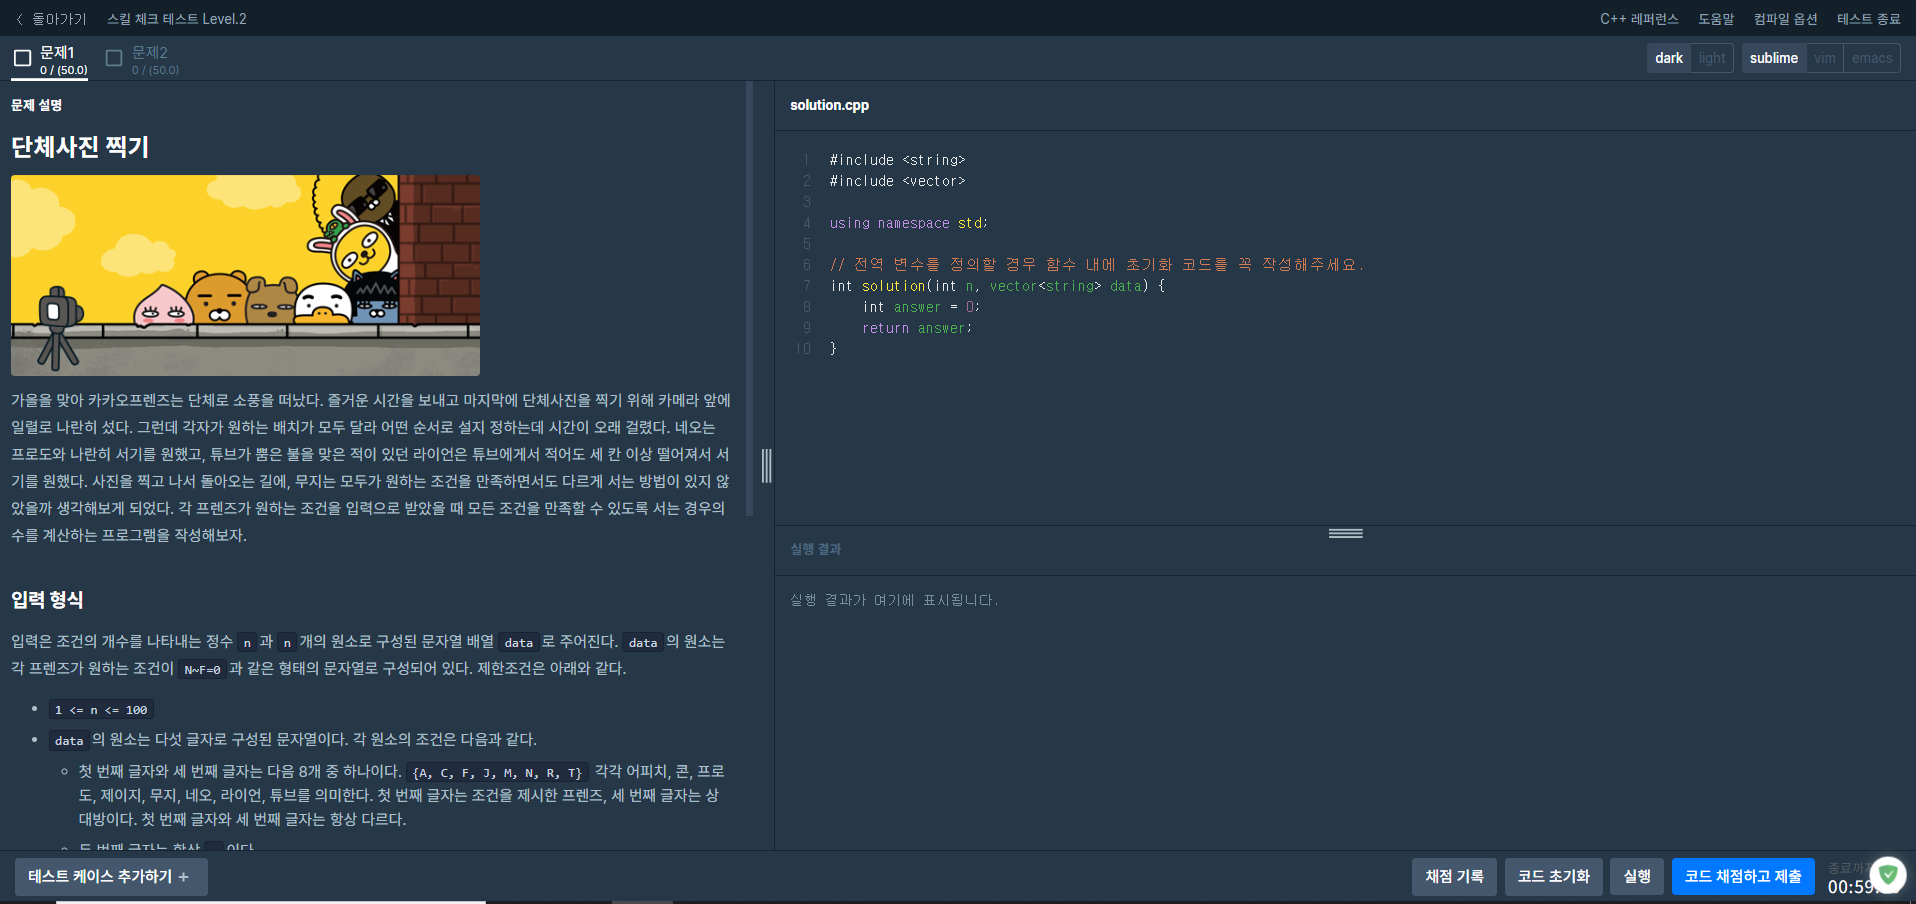 돌아가기
스킬 체크 테스트 Level.2
C++ 레퍼런스
도움말
컴파일 옵션
테스트 종료
문제1
0 / (50.0)
문제2
0 / (50.0)
dark
light
sublime
vim
emacs
문제 설명
단체사진 찍기
가을을 맞아 카카오프렌즈는 단체로 소풍을 떠났다. 즐거운 시간을 보내고 마지막에 단체사진을 찍기 위해 카메라 앞에
일렬로 나란히 섰다. 그런데 각자가 원하는 배치가 모두 달라 어떤 순서로 설지 정하는데 시간이 오래 걸렸다. 네오는
프로도와 나란히 서기를 원했고, 튜브가 뿜은 불을 맞은 적이 있던 라이언은 튜브에게서 적어도 세 칸 이상 떨어져서 서
기를 원했다. 사진을 찍고 나서 돌아오는 길에, 무지는 모두가 원하는 조건을 만족하면서도 다르게 서는 방법이 있지 않
았을까 생각해보게 되었다. 각 프렌즈가 원하는 조건을 입력으로 받았을 때 모든 조건을 만족할 수 있도록 서는 경우의
수를 계산하는 프로그램을 작성해보자.
입력 형식
입력은 조건의 개수를 나타내는 정수 n 과 n 개의 원소로 구성된 문자열 배열 data 로 주어진다. data 의 원소는
각 프렌즈가 원하는 조건이 N~F=0 과 같은 형태의 문자열로 구성되어 있다. 제한조건은 아래와 같다.
• 1 <= n <= 100
• data 의 원소는 다섯 글자로 구성된 문자열이다. 각 원소의 조건은 다음과 같다.
◦ 첫 번째 글자와 세 번째 글자는 다음 8개 중 하나이다. {A, C, F, J, M, N, R, T} 각각 어피치, 콘, 프로
도, 제이지, 무지, 네오, 라이언, 튜브를 의미한다. 첫 번째 글자는 조건을 제시한 프렌즈, 세 번째 글자는 상
대방이다. 첫 번째 글자와 세 번째 글자는 항상 다르다.
◦ 두 번째 글자는 항상 이다.
solution.cpp
1 #include <string>
2 #include <vector>
3
4 using namespace std;
5
6 // 전역 변수를 정의할 경우 함수 내에 초기화 코드를 꼭 작성해주세요.
7 int solution(int n, vector<string> data) {
8     int answer = 0;
9     return answer;
10 }
실행 결과
실행 결과가 여기에 표시됩니다.
테스트 케이스 추가하기 +
채점 기록
코드 초기화
실행
코드 채점하고 제출
종료까지
00:59: